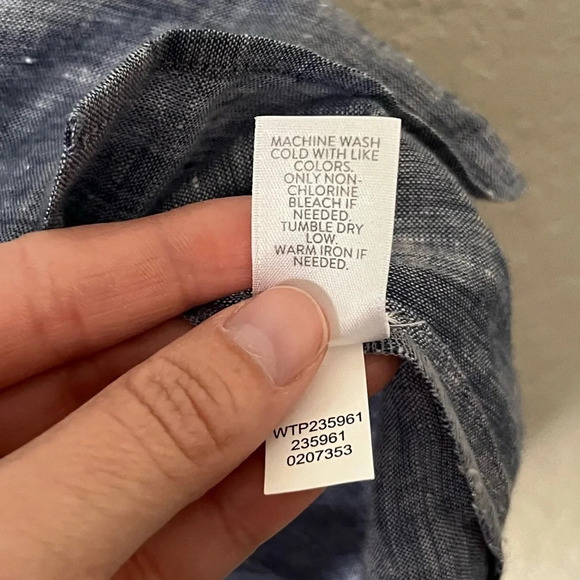 MACHINE WASH
COLD WITH LIKE
COLORS.
ONLY NON-
CHLORINE
BLEACH IF
NEEDED.
TUMBLE DRY
LOW.
WARM IRON IF
NEEDED.
WTP235961
235961
0207353